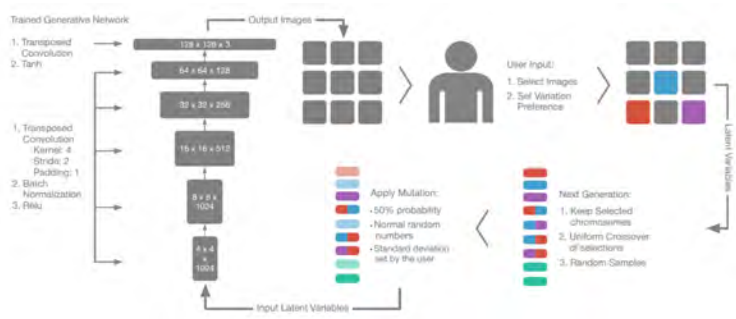 Trained Generative Network
1. Transposed
Convolution
2. Tanh
1. Transposed
Convolution
Kernel: 4
Stride: 2
Padding: 1
2. Batch
Normalization
3. Relu
Output Images
128 x 128 x 3
64 x 64 x 128
32 x 32 x 256
16 x 16 x 512
8 x 8 x
1024
4 x 4
x
1024
Input Latent Variables
User Input:
1. Select Images
2. Set Variation
Preference
Latent Variables
Next Generation:
1. Keep Selected
chromosomes
2. Uniform Crossover
of selections
3. Random Samples
Apply Mutation:
•50% probability
•Normal random
numbers
•Standard deviation
set by the user